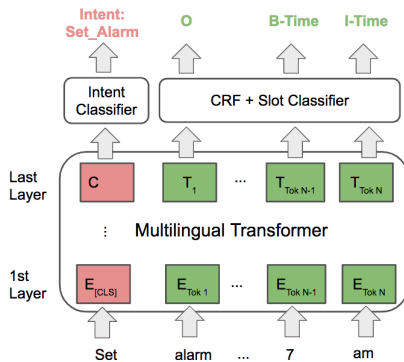 Intent:
Set_Alarm
O
B-Time
I-Time
Intent
Classifier
CRF + Slot Classifier
Last
Layer
C
T1
...
TTok N-1
TTok N
⋮
Multilingual Transformer
1st
Layer
E[CLS]
ETok 1
...
ETok N-1
ETok N
Set
alarm
...
7
am